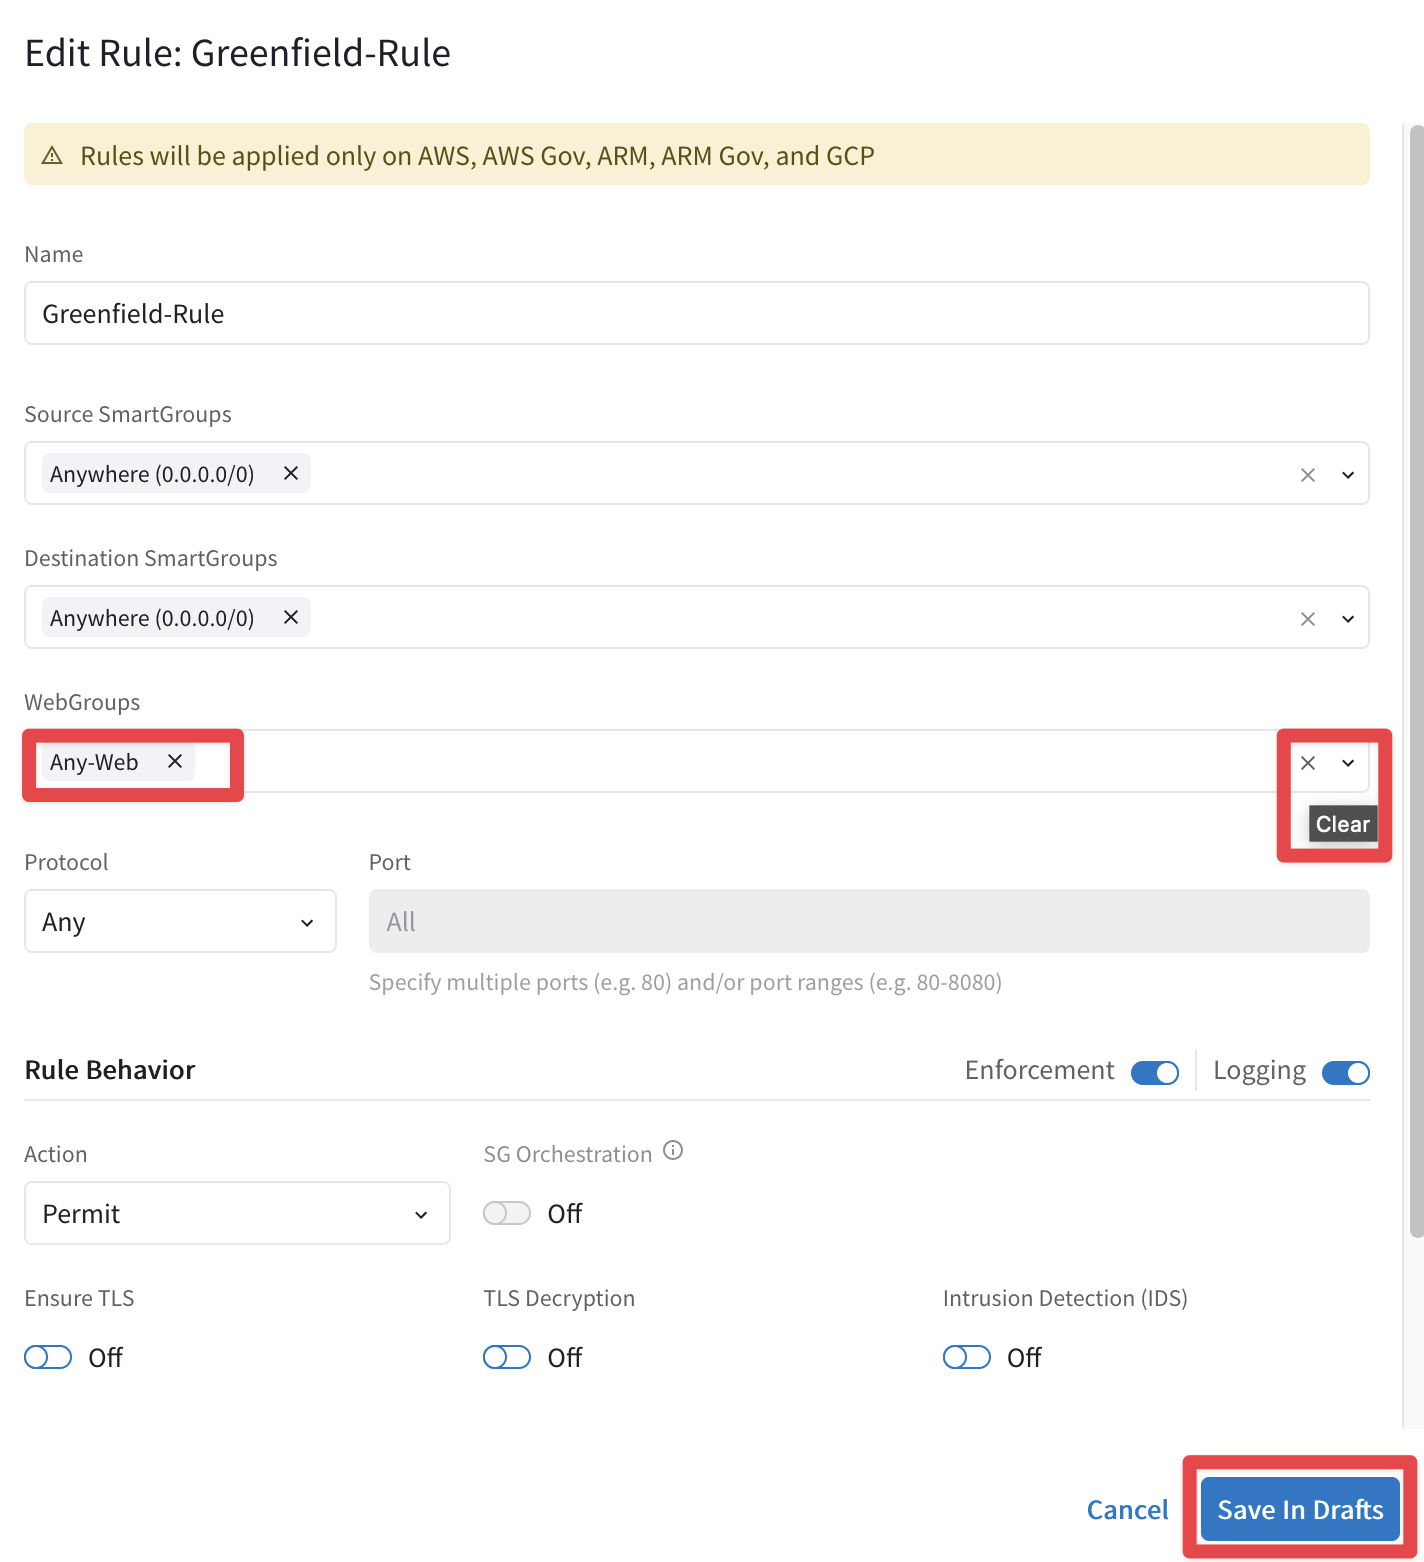 Edit Rule: Greenfield-Rule
Rules will be applied only on AWS, AWS Gov, ARM, ARM Gov, and GCP
Name
Greenfield-Rule
Source SmartGroups
Anywhere (0.0.0.0/0)
Destination SmartGroups
Anywhere (0.0.0.0/0)
WebGroups
Any-Web
Clear
Protocol Port
Any All
Specify multiple ports (e.g. 80) and/or port ranges (e.g. 80-8080)
Rule Behavior Enforcement Logging
Action SG Orchestration
Permit Off
Ensure TLS TLS Decryption Intrusion Detection (IDS)
Off Off Off
Cancel Save In Drafts